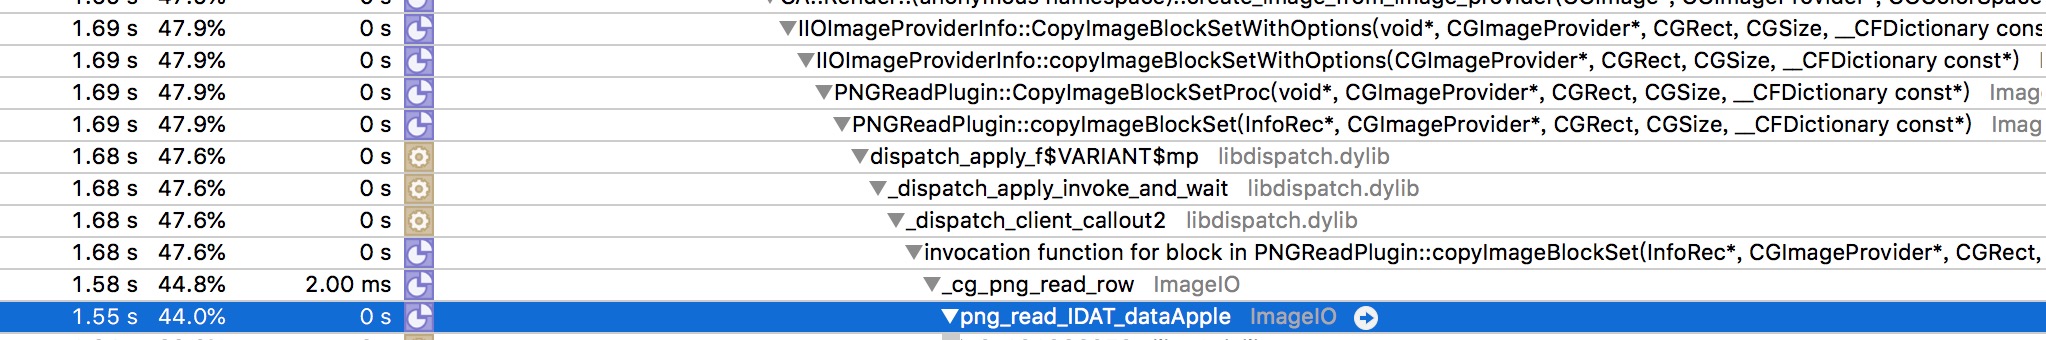 1.69 s 47.9% 0 s ▼IIOImageProviderInfo::CopyImageBlockSetWithOptions(void*, CGImageProvider*, CGRect, CGSize, __CFDictionary cons
1.69 s 47.9% 0 s ▼IIOImageProviderInfo::copyImageBlockSetWithOptions(CGImageProvider*, CGRect, CGSize, __CFDictionary const*)
1.69 s 47.9% 0 s ▼PNGReadPlugin::CopyImageBlockSetProc(void*, CGImageProvider*, CGRect, CGSize, __CFDictionary const*) Imag
1.69 s 47.9% 0 s ▼PNGReadPlugin::copyImageBlockSet(InfoRec*, CGImageProvider*, CGRect, CGSize, __CFDictionary const*) Imag
1.68 s 47.6% 0 s ▼dispatch_apply_f$VARIANT$mp libdispatch.dylib
1.68 s 47.6% 0 s ▼_dispatch_apply_invoke_and_wait libdispatch.dylib
1.68 s 47.6% 0 s ▼_dispatch_client_callout2 libdispatch.dylib
1.68 s 47.6% 0 s ▼invocation function for block in PNGReadPlugin::copyImageBlockSet(InfoRec*, CGImageProvider*, CGRect,
1.58 s 44.8% 2.00 ms ▼_cg_png_read_row ImageIO
1.55 s 44.0% 0 s ▼png_read_IDAT_dataApple ImageIO